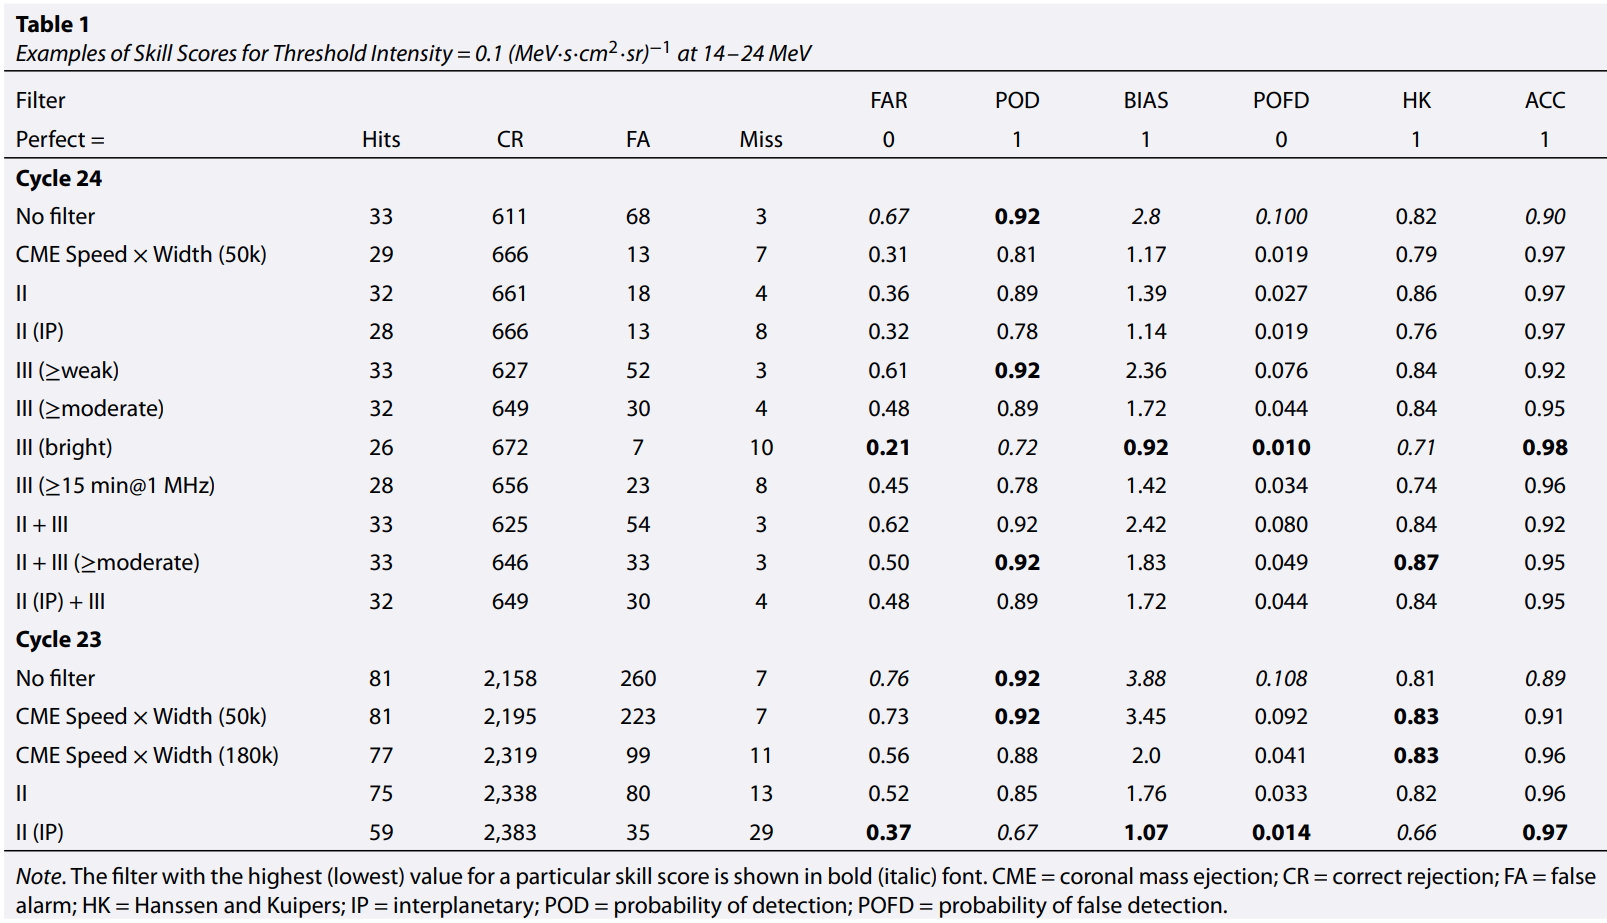 Table 1
Examples of Skill Scores for Threshold Intensity = 0.1 (MeV·s·cm²·sr)⁻¹ at 14–24 MeV
Filter FAR POD BIAS POFD HK ACC
Perfect = Hits CR FA Miss 0 1 1 0 1 1
Cycle 24
No filter 33 611 68 3 0.67 0.92 2.8 0.100 0.82 0.90
CME Speed × Width (50k) 29 666 13 7 0.31 0.81 1.17 0.019 0.79 0.97
II 32 661 18 4 0.36 0.89 1.39 0.027 0.86 0.97
II (IP) 28 666 13 8 0.32 0.78 1.14 0.019 0.76 0.97
III (≥weak) 33 627 52 3 0.61 0.92 2.36 0.076 0.84 0.92
III (≥moderate) 32 649 30 4 0.48 0.89 1.72 0.044 0.84 0.95
III (bright) 26 672 7 10 0.21 0.72 0.92 0.010 0.71 0.98
III (≥15 min@1 MHz) 28 656 23 8 0.45 0.78 1.42 0.034 0.74 0.96
II + III 33 625 54 3 0.62 0.92 2.42 0.080 0.84 0.92
II + III (≥moderate) 33 646 33 3 0.50 0.92 1.83 0.049 0.87 0.95
II (IP) + III 32 649 30 4 0.48 0.89 1.72 0.044 0.84 0.95
Cycle 23
No filter 81 2,158 260 7 0.76 0.92 3.88 0.108 0.81 0.89
CME Speed × Width (50k) 81 2,195 223 7 0.73 0.92 3.45 0.092 0.83 0.91
CME Speed × Width (180k) 77 2,319 99 11 0.56 0.88 2.0 0.041 0.83 0.96
II 75 2,338 80 13 0.52 0.85 1.76 0.033 0.82 0.96
II (IP) 59 2,383 35 29 0.37 0.67 1.07 0.014 0.66 0.97
Note. The filter with the highest (lowest) value for a particular skill score is shown in bold (italic) font. CME = coronal mass ejection; CR = correct rejection; FA = false
alarm; HK = Hanssen and Kuipers; IP = interplanetary; POD = probability of detection; POFD = probability of false detection.